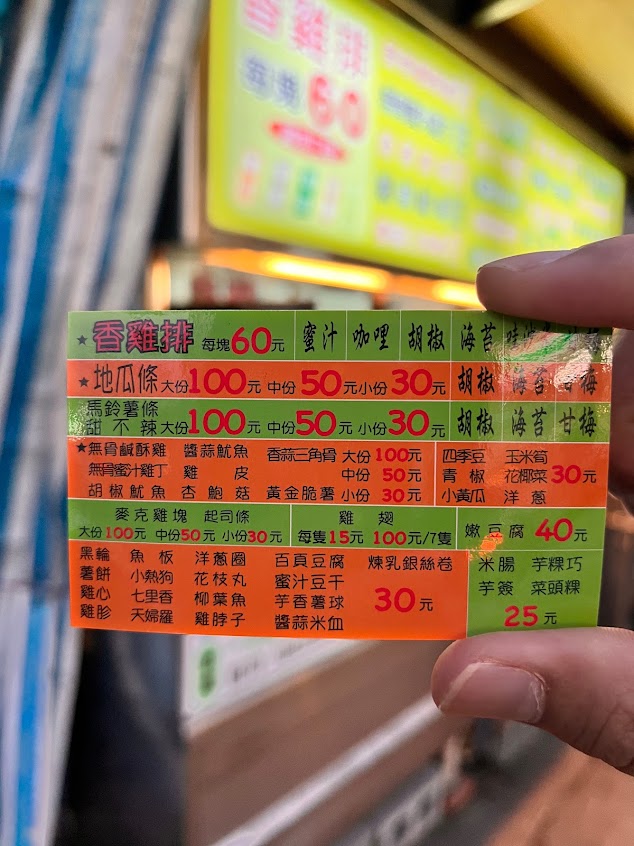 香雞排
每塊60元
★香雞排 每塊60元 蜜汁 咖哩 胡椒 海苔
★地瓜條 大份100元 中份50元 小份30元 胡椒 海苔 甘梅
馬鈴薯條
甜不辣 大份100元 中份50元 小份30元 胡椒 海苔 甘梅
★無骨鹹酥雞 醬蒜魷魚 香蒜三角骨 大份100元
無骨蜜汁雞丁 雞皮 中份50元
胡椒魷魚 杏鮑菇 黃金脆薯 小份30元
四季豆 玉米筍
青椒 花椰菜 30元
小黃瓜 洋蔥
麥克雞塊 起司條
大份100元 中份50元 小份30元
雞翅
每隻15元 100元/7隻
嫩豆腐 40元
黑輪 魚板 洋蔥圈 百頁豆腐 煉乳銀絲卷
薯餅 小熱狗 花枝丸 蜜汁豆干
雞心 七里香 柳葉魚 芋香薯球 30元
雞胗 天婦羅 雞脖子 醬蒜米血
米腸 芋粿巧
芋簽 菜頭粿
25元